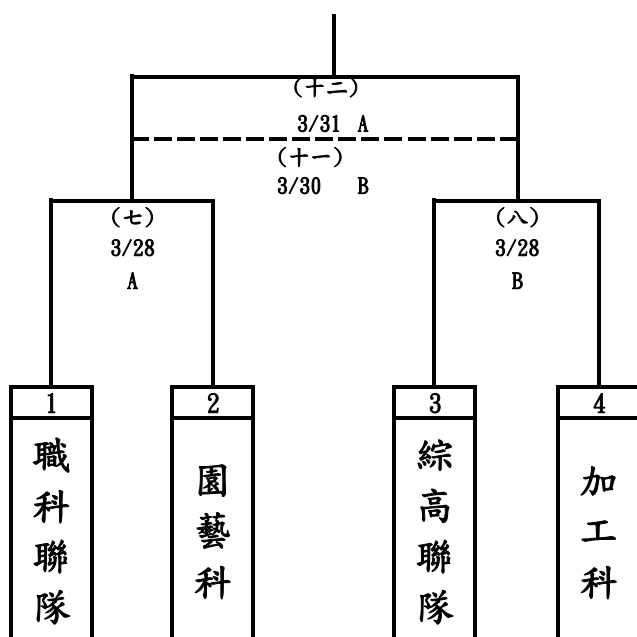 (十二)
3/31 A
(十一)
3/30 B
(七)
3/28
A
(八)
3/28
B
1
2
3
4
職科聯隊
園藝科
綜高聯隊
加工科